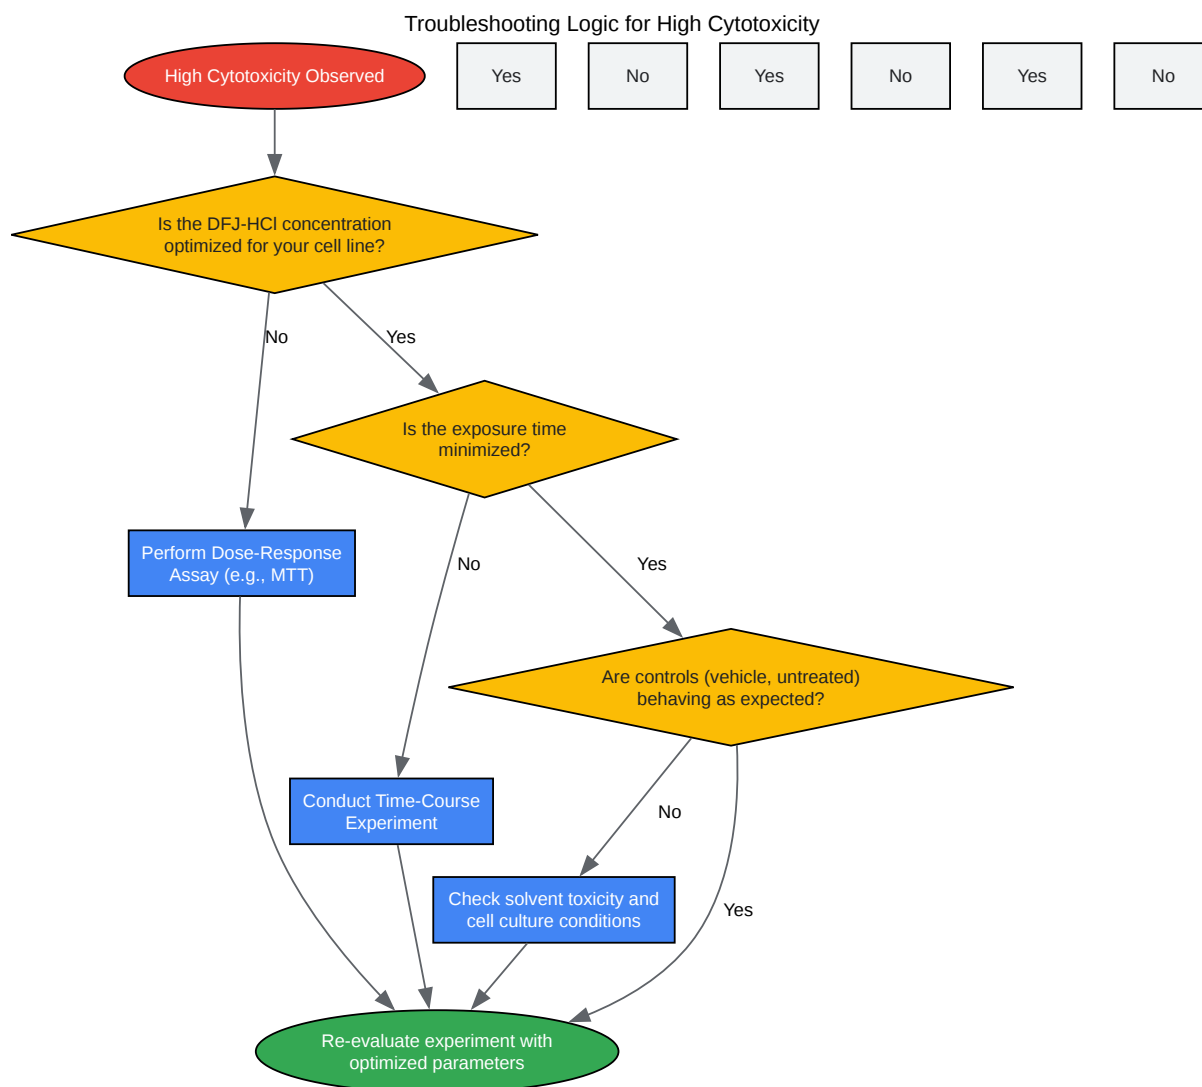 Troubleshooting Logic for High Cytotoxicity
High Cytotoxicity Observed
Yes
No
Yes
No
Yes
No
Is the DFJ-HCl concentration
optimized for your cell line?
No
Yes
Is the exposure time
minimized?
Perform Dose-Response
Assay (e.g., MTT)
No
Yes
Are controls (vehicle, untreated)
behaving as expected?
Conduct Time-Course
Experiment
No
Check solvent toxicity and
cell culture conditions
Yes
Re-evaluate experiment with
optimized parameters